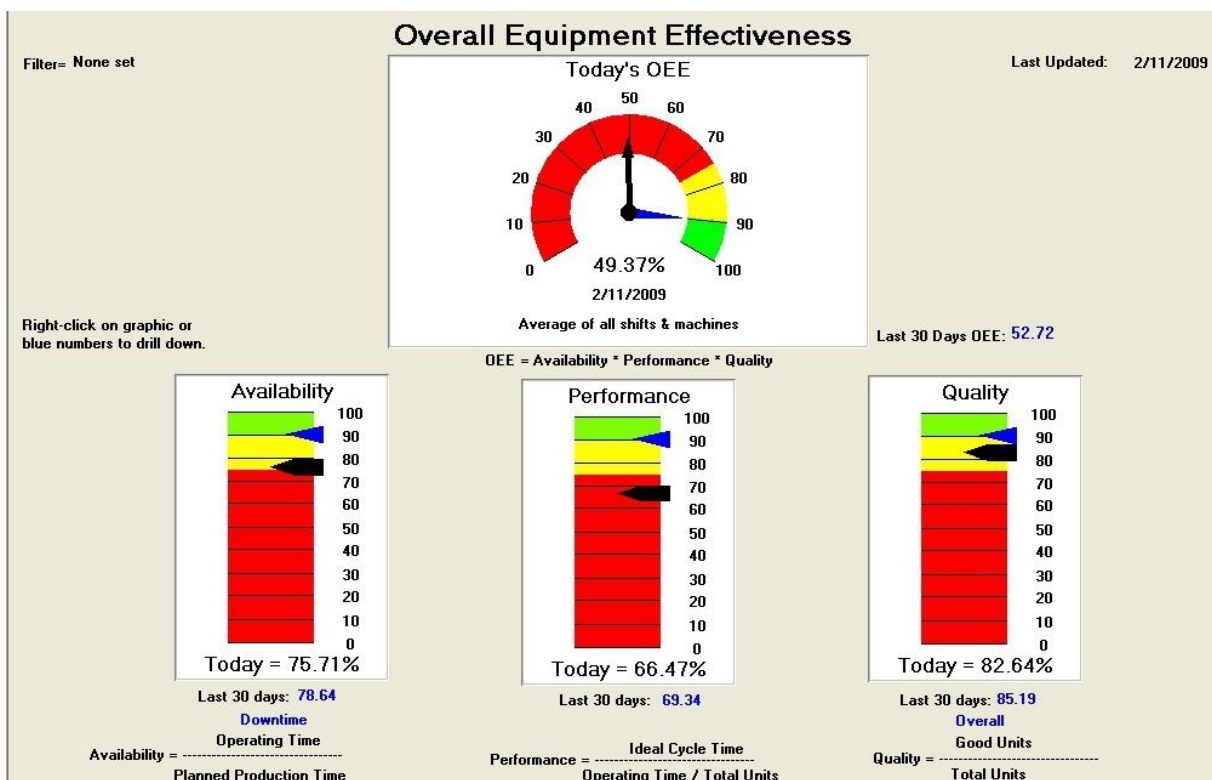 Overall Equipment Effectiveness
Filter= None set
Last Updated: 2/11/2009
Today's OEE
0
10
20
30
40
50
60
70
80
90
100
49.37%
2/11/2009
Average of all shifts & machines
Right-click on graphic or
blue numbers to drill down.
Last 30 Days OEE: 52.72
OEE = Availability * Performance * Quality
Availability
100
90
80
70
60
50
40
30
20
10
0
Today = 75.71%
Last 30 days: 78.64
Downtime
Operating Time
Availability = --------------------------------
Planned Production Time
Performance
100
90
80
70
60
50
40
30
20
10
0
Today = 66.47%
Last 30 days: 69.34
Ideal Cycle Time
Performance = --------------------------------
Operating Time / Total Units
Quality
100
90
80
70
60
50
40
30
20
10
0
Today = 82.64%
Last 30 days: 85.19
Overall
Good Units
Quality = --------------------------------
Total Units